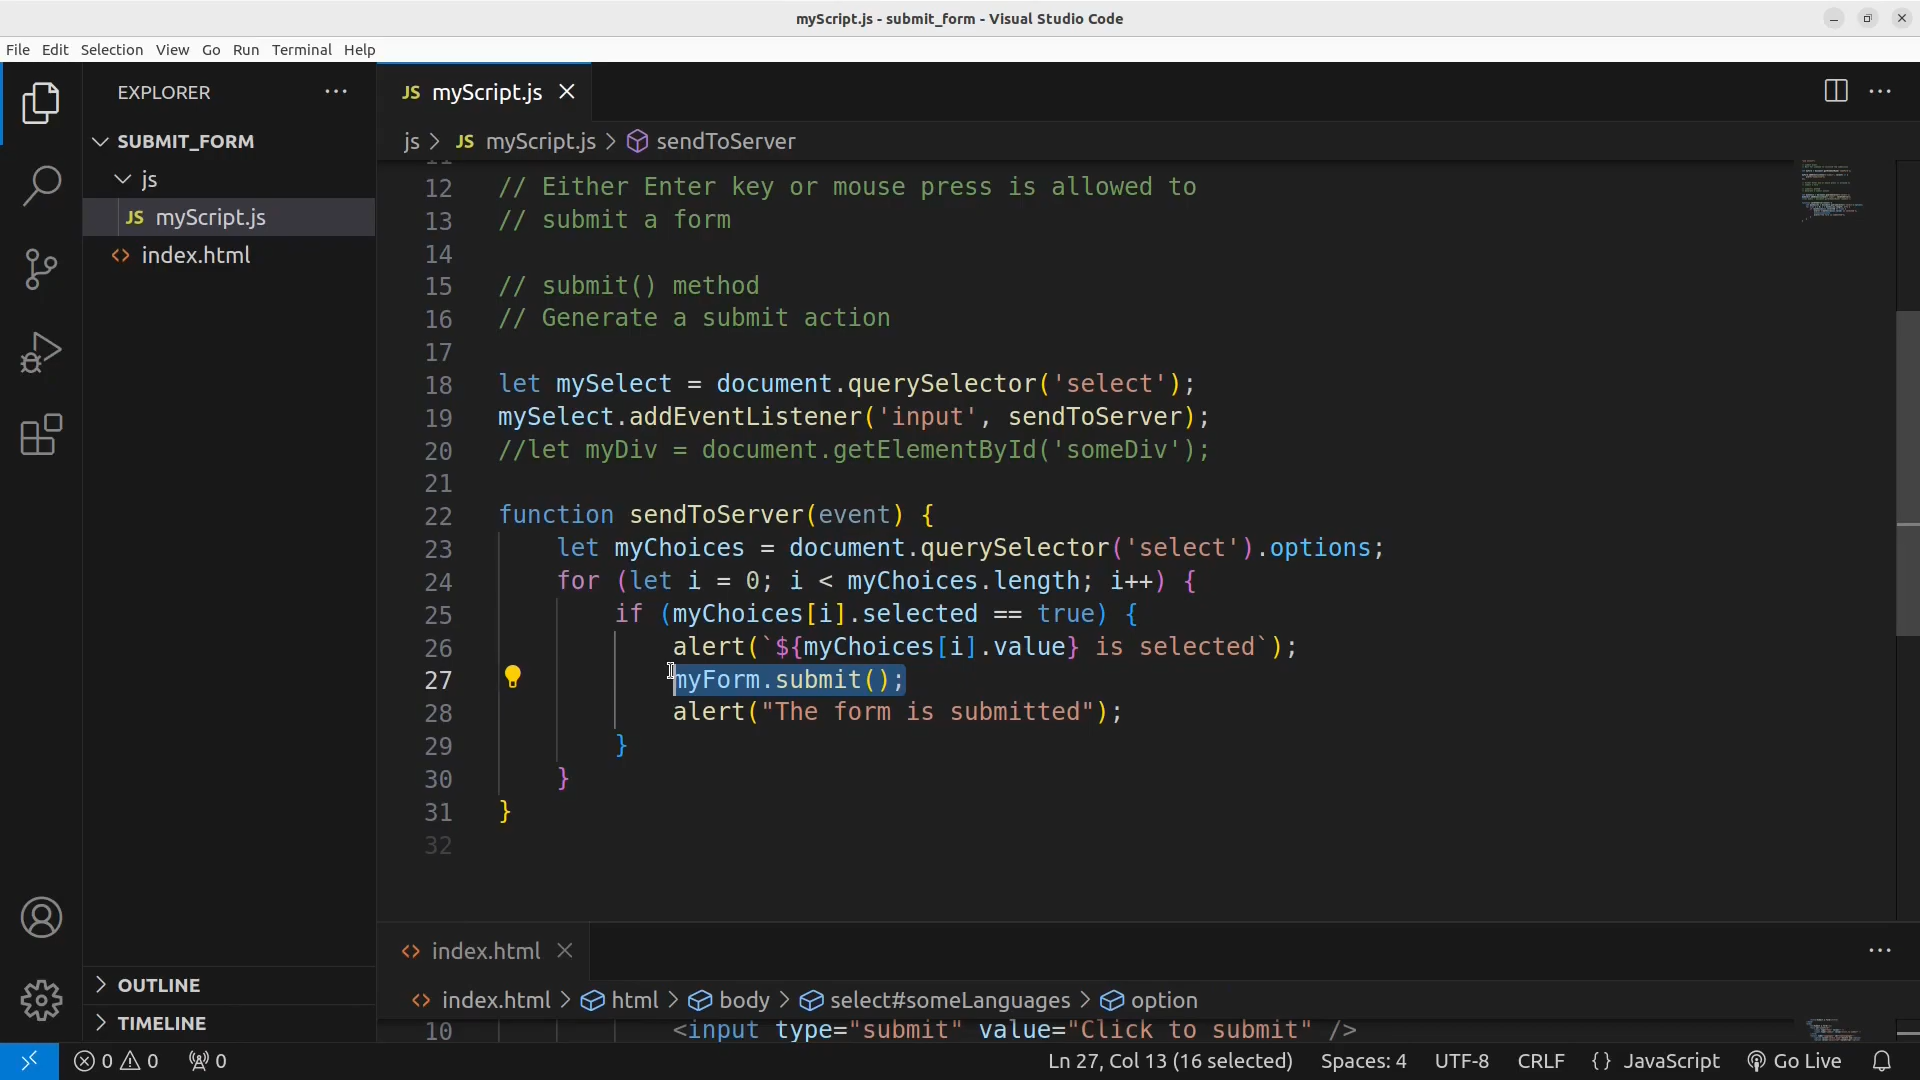 myScript.js - submit_form - Visual Studio Code
File Edit Selection View Go Run Terminal Help
EXPLORER
SUBMIT_FORM
js
JS myScript.js
index.html
OUTLINE
TIMELINE
JS myScript.js
js > JS myScript.js > sendToServer
11
12 // Either Enter key or mouse press is allowed to
13 // submit a form
14
15 // submit() method
16 // Generate a submit action
17
18 let mySelect = document.querySelector('select');
19 mySelect.addEventListener('input', sendToServer);
20 //let myDiv = document.getElementById('someDiv');
21
22 function sendToServer(event) {
23 let myChoices = document.querySelector('select').options;
24 for (let i = 0; i < myChoices.length; i++) {
25 if (myChoices[i].selected == true) {
26 alert(`${myChoices[i].value} is selected`);
27 myForm.submit();
28 alert("The form is submitted");
29 }
30 }
31 }
32
index.html
index.html > html > body > select#someLanguages > option
10 <input type="submit" value="Click to submit" />
0 0 0 Ln 27, Col 13 (16 selected) Spaces: 4 UTF-8 CRLF {} JavaScript Go Live